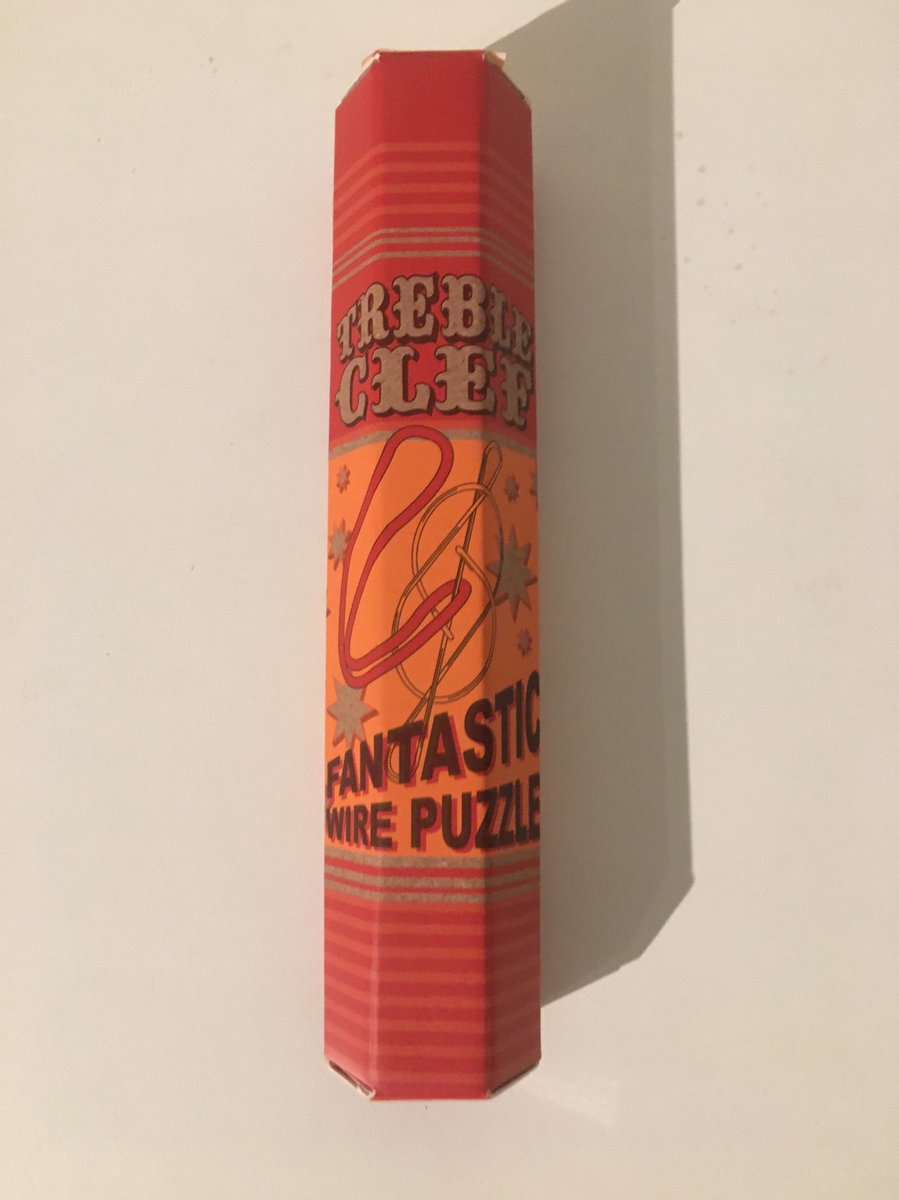 TREBLE
CLEF
FANTASTIC
WIRE PUZZLE